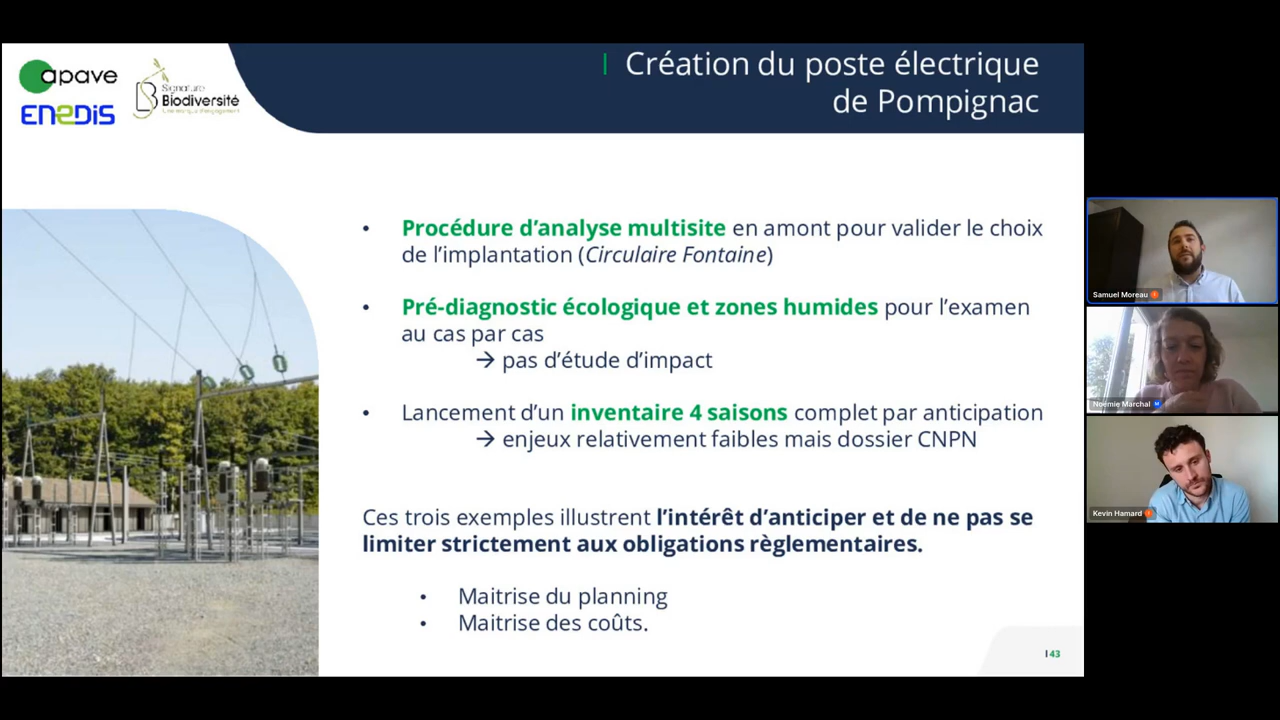 apave
ENEDIS
Signature
Biodiversité
Création du poste électrique
de Pompignac
• Procédure d'analyse multisite en amont pour valider le choix
de l'implantation (Circulaire Fontaine)
• Pré-diagnostic écologique et zones humides pour l'examen
au cas par cas
→ pas d'étude d'impact
• Lancement d'un inventaire 4 saisons complet par anticipation
→ enjeux relativement faibles mais dossier CNPN
Ces trois exemples illustrent l'intérêt d'anticiper et de ne pas se
limiter strictement aux obligations règlementaires.
• Maitrise du planning
• Maitrise des coûts.
43
Samuel Moreau
Noémie Marchal
Kevin Hamard